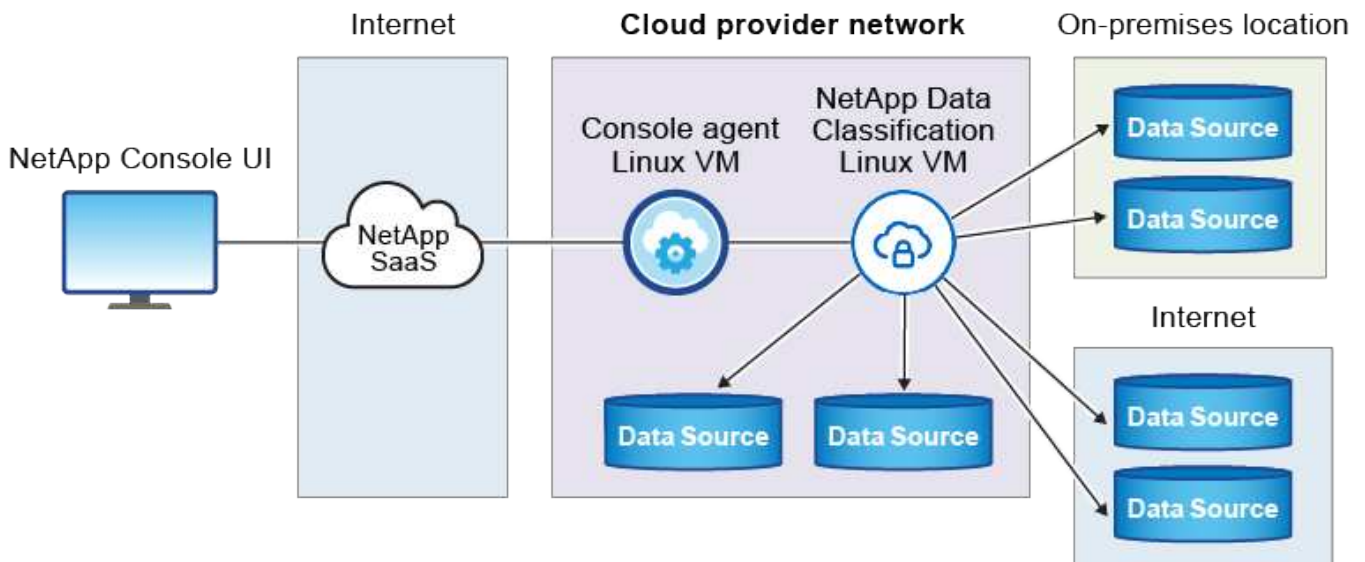 Internet
Cloud provider network
On-premises location
NetApp Console UI
NetApp
SaaS
Console agent
Linux VM
NetApp Data
Classification
Linux VM
Data Source
Data Source
Data Source
Data Source
Internet
Data Source
Data Source